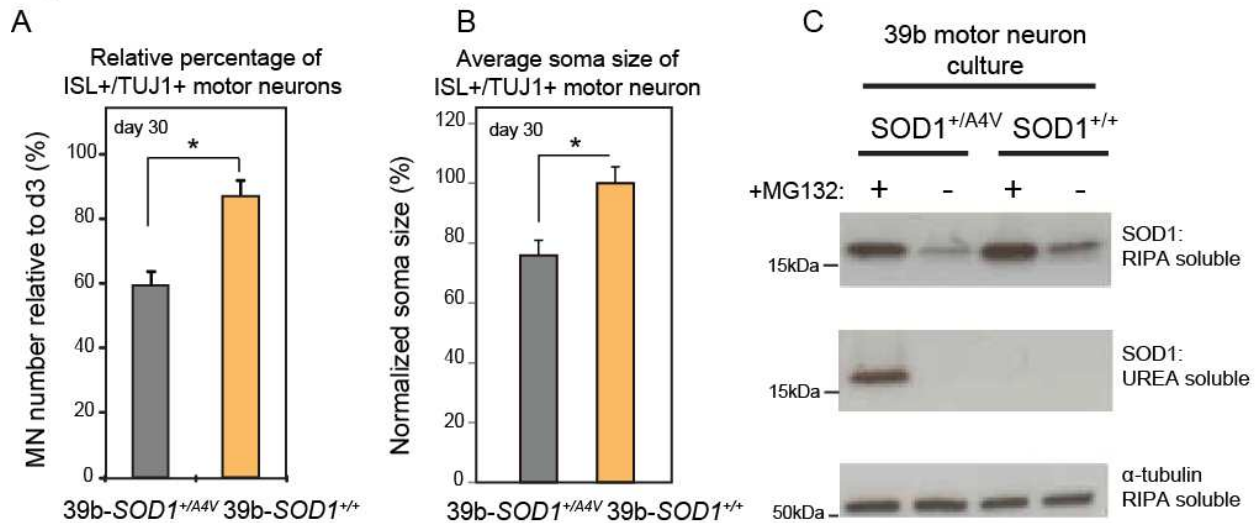 A
Relative percentage of
ISL+/TUJ1+ motor neurons
day 30
*
MN number relative to d3 (%)
100
80
60
40
20
0
39b-SOD1+/A4V 39b-SOD1+/+
B
Average soma size of
ISL+/TUJ1+ motor neuron
day 30
*
Normalized soma size (%)
120
100
80
60
40
20
0
39b-SOD1+/A4V 39b-SOD1+/+
C
39b motor neuron
culture
SOD1+/A4V SOD1+/+
+MG132: + - + -
15kDa
SOD1:
RIPA soluble
15kDa
SOD1:
UREA soluble
50kDa
α-tubulin
RIPA soluble